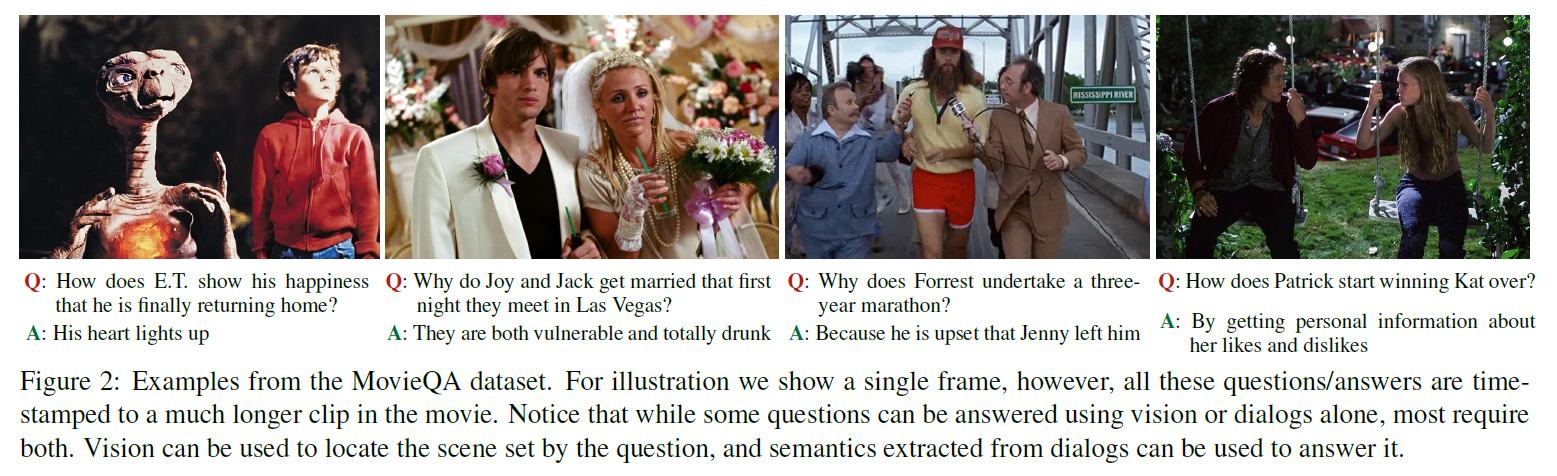 MISSISSIPPI RIVER
Q: How does E.T. show his happiness
that he is finally returning home?
A: His heart lights up
Q: Why do Joy and Jack get married that first
night they meet in Las Vegas?
A: They are both vulnerable and totally drunk
Q: Why does Forrest undertake a three-
year marathon?
A: Because he is upset that Jenny left him
Q: How does Patrick start winning Kat over?
A: By getting personal information about
her likes and dislikes
Figure 2: Examples from the MovieQA dataset. For illustration we show a single frame, however, all these questions/answers are time-
stamped to a much longer clip in the movie. Notice that while some questions can be answered using vision or dialogs alone, most require
both. Vision can be used to locate the scene set by the question, and semantics extracted from dialogs can be used to answer it.